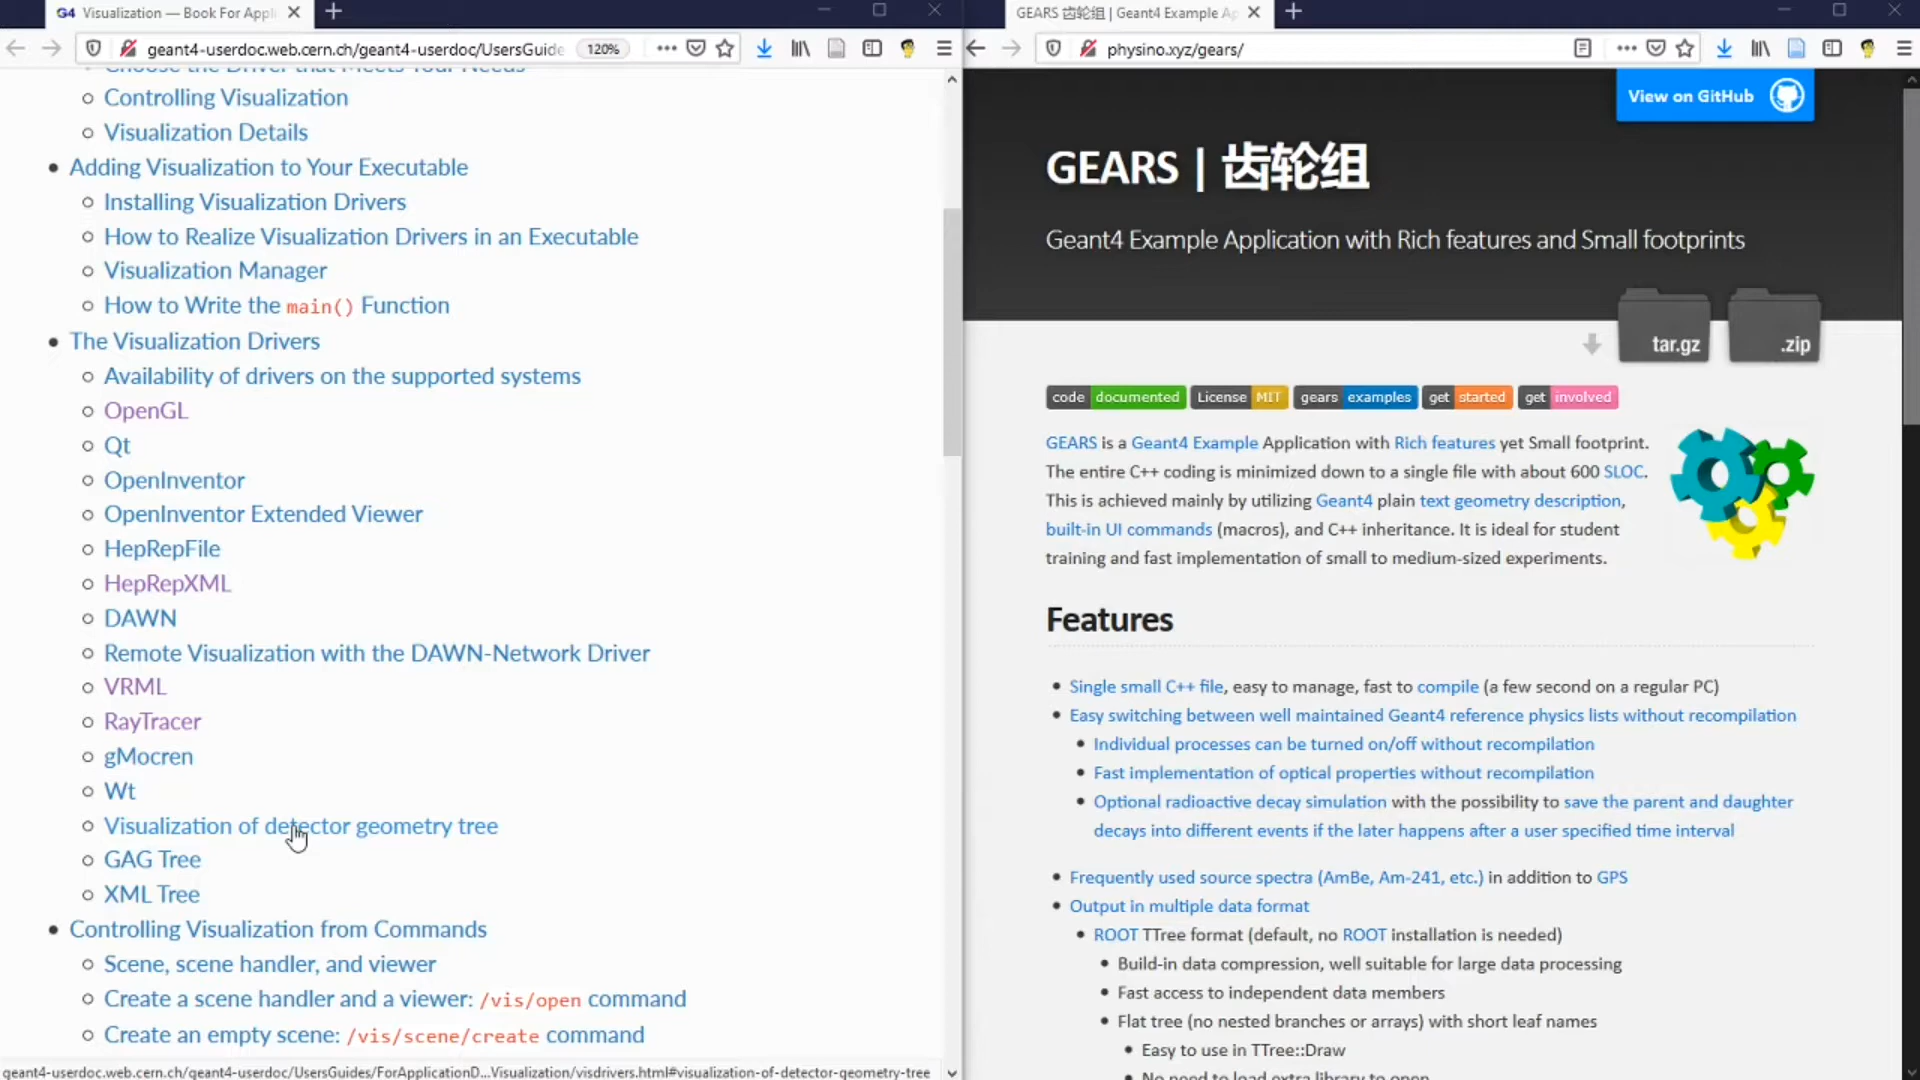 G4 Visualization — Book For Appli
geant4-userdoc.web.cern.ch/geant4-userdoc/UsersGuide
120%
Choose the Driver that Meets Your Needs
Controlling Visualization
Visualization Details
Adding Visualization to Your Executable
Installing Visualization Drivers
How to Realize Visualization Drivers in an Executable
Visualization Manager
How to Write the main() Function
The Visualization Drivers
Availability of drivers on the supported systems
OpenGL
Qt
OpenInventor
OpenInventor Extended Viewer
HepRepFile
HepRepXML
DAWN
Remote Visualization with the DAWN-Network Driver
VRML
RayTracer
gMocren
Wt
Visualization of detector geometry tree
GAG Tree
XML Tree
Controlling Visualization from Commands
Scene, scene handler, and viewer
Create a scene handler and a viewer: /vis/open command
Create an empty scene: /vis/scene/create command
geant4-userdoc.web.cern.ch/geant4-userdoc/UsersGuides/ForApplicationD...Visualization/visdrivers.html#visualization-of-detector-geometry-tree
GEARS 齿轮组 | Geant4 Example Ap
physino.xyz/gears/
View on GitHub
GEARS | 齿轮组
Geant4 Example Application with Rich features and Small footprints
tar.gz
.zip
code documented License MIT gears examples get started get involved
GEARS is a Geant4 Example Application with Rich features yet Small footprint.
The entire C++ coding is minimized down to a single file with about 600 SLOC.
This is achieved mainly by utilizing Geant4 plain text geometry description,
built-in UI commands (macros), and C++ inheritance. It is ideal for student
training and fast implementation of small to medium-sized experiments.
Features
Single small C++ file, easy to manage, fast to compile (a few second on a regular PC)
Easy switching between well maintained Geant4 reference physics lists without recompilation
Individual processes can be turned on/off without recompilation
Fast implementation of optical properties without recompilation
Optional radioactive decay simulation with the possibility to save the parent and daughter
decays into different events if the later happens after a user specified time interval
Frequently used source spectra (AmBe, Am-241, etc.) in addition to GPS
Output in multiple data format
ROOT TTree format (default, no ROOT installation is needed)
Build-in data compression, well suitable for large data processing
Fast access to independent data members
Flat tree (no nested branches or arrays) with short leaf names
Easy to use in TTree::Draw
No need to load extra library to open